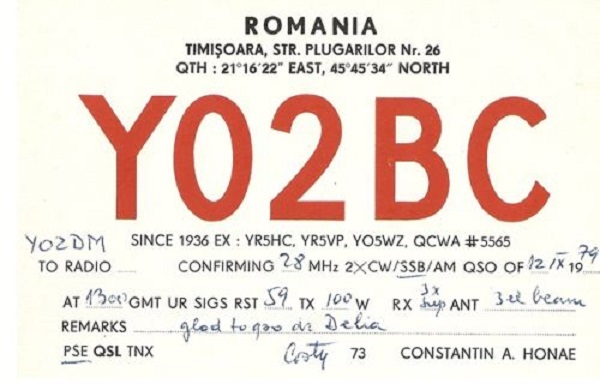 ROMANIA
TIMIŞOARA, STR. PLUGARILOR Nr. 26
QTH : 21°16'22" EAST, 45°45'34" NORTH
YO2BC
YO2DM SINCE 1936 EX : YR5HC, YR5VP, YO5WZ, QCWA #5565
TO RADIO CONFIRMING 28 MHz 2XCW/SSB/AM QSO OF 12 IX 1979
AT 1300 GMT UR SIGS RST 59 TX 100 W RX 3x ANT 3el beam
REMARKS glad to qso dr Delia
PSE QSL TNX Costy 73 CONSTANTIN A. HONAE